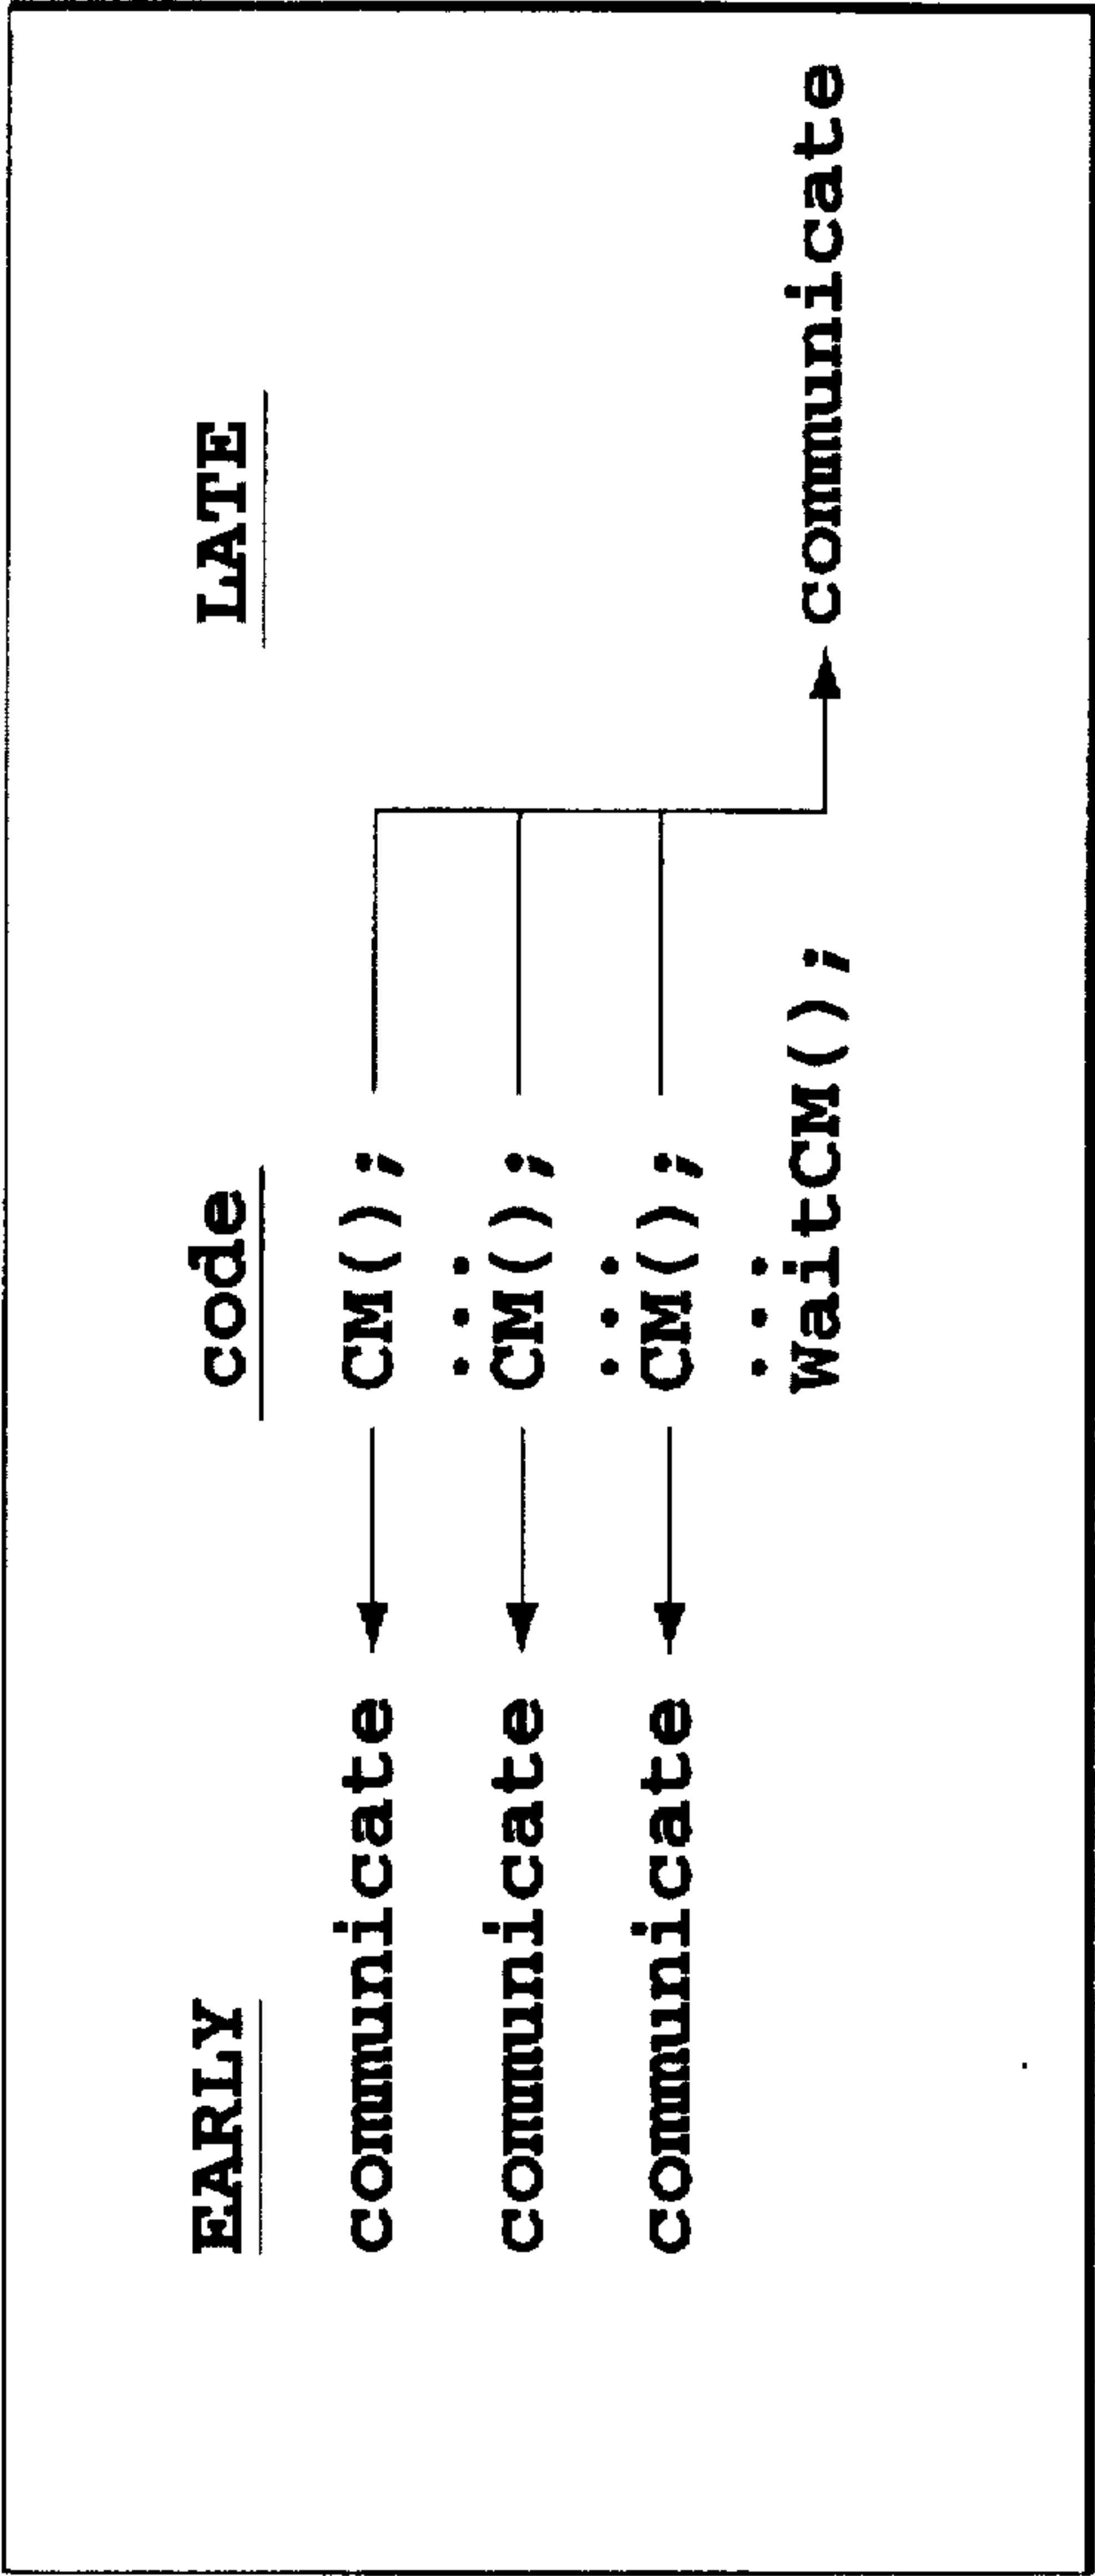 EARLY code LATE
communicate CM();
...
communicate CM();
...
communicate CM();
...
WaitCM(); communicate